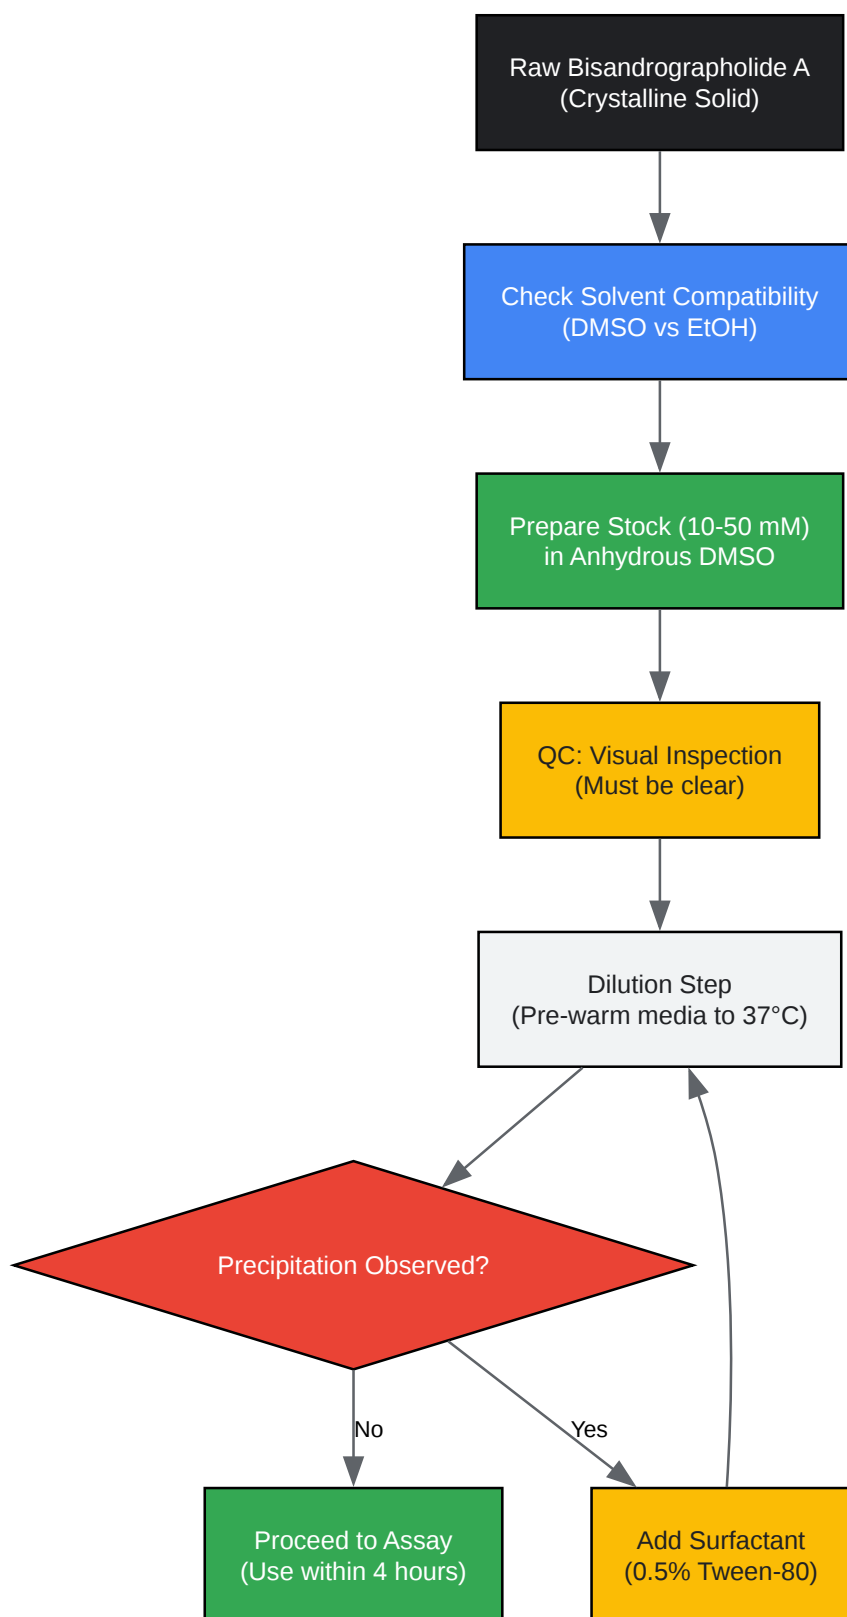 Raw Bisandrographolide A
(Crystalline Solid)
Check Solvent Compatibility
(DMSO vs EtOH)
Prepare Stock (10-50 mM)
in Anhydrous DMSO
QC: Visual Inspection
(Must be clear)
Dilution Step
(Pre-warm media to 37°C)
Precipitation Observed?
No
Yes
Proceed to Assay
(Use within 4 hours)
Add Surfactant
(0.5% Tween-80)